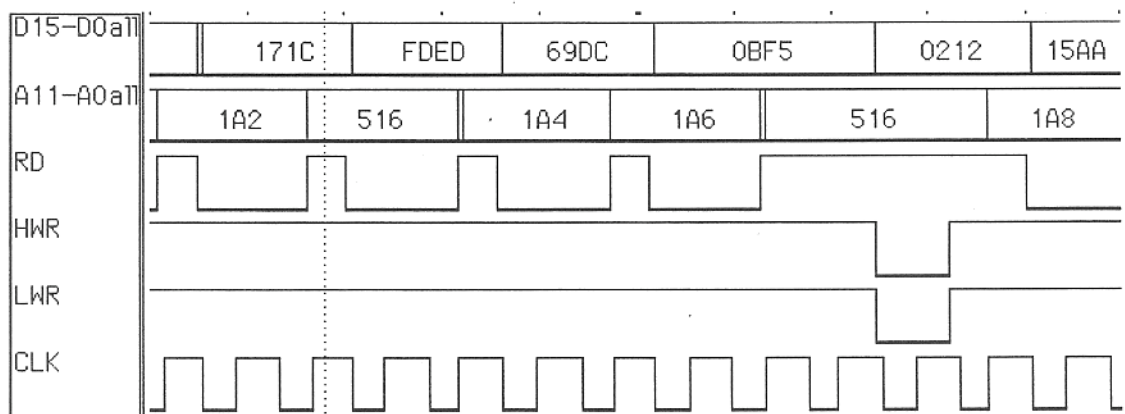 D15-D0all 171C FDED 69DC 0BF5 0212 15AA
A11-A0all 1A2 516 1A4 1A6 516 1A8
RD
HWR
LWR
CLK